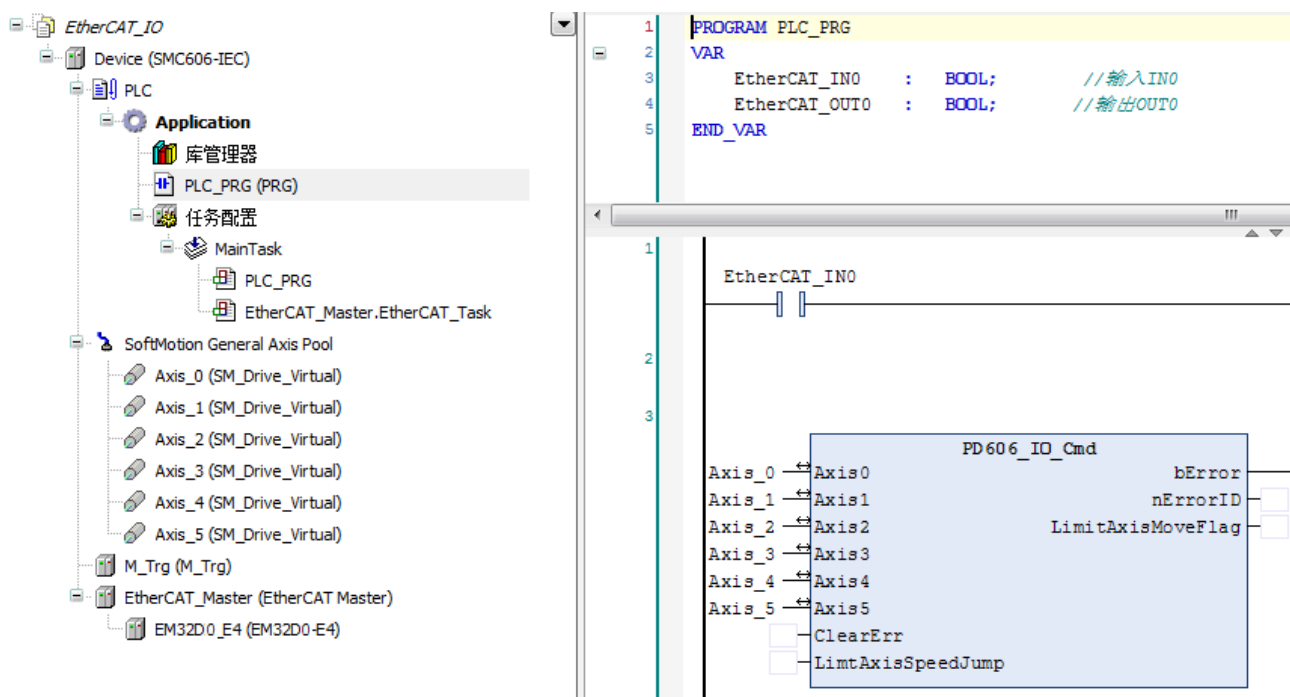 EtherCAT_IO
Device (SMC606-IEC)
PLC
Application
库管理器
PLC_PRG (PRG)
任务配置
MainTask
PLC_PRG
EtherCAT_Master.EtherCAT_Task
SoftMotion General Axis Pool
Axis_0 (SM_Drive_Virtual)
Axis_1 (SM_Drive_Virtual)
Axis_2 (SM_Drive_Virtual)
Axis_3 (SM_Drive_Virtual)
Axis_4 (SM_Drive_Virtual)
Axis_5 (SM_Drive_Virtual)
M_Trg (M_Trg)
EtherCAT_Master (EtherCAT Master)
EM32D0_E4 (EM32D0-E4)
1 PROGRAM PLC_PRG
2 VAR
3 EtherCAT_IN0 : BOOL; //输入IN0
4 EtherCAT_OUT0 : BOOL; //输出OUT0
5 END_VAR
1
EtherCAT_IN0
2
3
PD606_IO_Cmd
Axis_0 Axis0 bError
Axis_1 Axis1 nErrorID
Axis_2 Axis2 LimitAxisMoveFlag
Axis_3 Axis3
Axis_4 Axis4
Axis_5 Axis5
ClearErr
LimtAxisSpeedJump